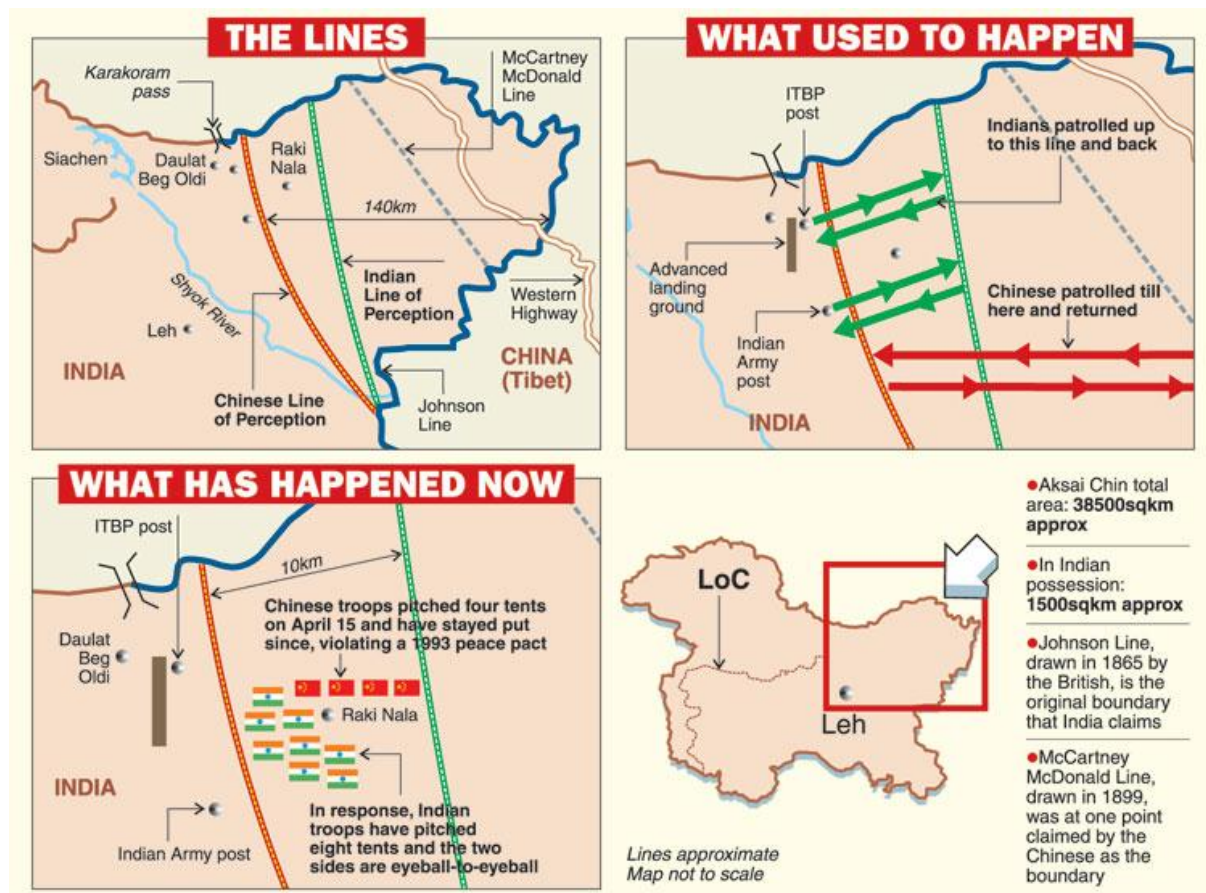 THE LINES
Karakoram
pass
McCartney
McDonald
Line
Siachen
Daulat
Beg Oldi
Raki
Nala
140km
Shyok River
Indian
Line of
Perception
Western
Highway
Leh
INDIA
CHINA
(Tibet)
Chinese Line
of Perception
Johnson
Line
WHAT USED TO HAPPEN
ITBP
post
Indians patrolled up
to this line and back
Advanced
landing
ground
Chinese patrolled till
here and returned
Indian
Army
post
INDIA
WHAT HAS HAPPENED NOW
ITBP post
10km
Chinese troops pitched four tents
on April 15 and have stayed put
since, violating a 1993 peace pact
Daulat
Beg
Oldi
Raki Nala
INDIA
In response, Indian
troops have pitched
eight tents and the two
sides are eyeball-to-eyeball
Indian Army post
LoC
Leh
Lines approximate
Map not to scale
●Aksai Chin total
area: 38500sqkm
approx
●In Indian
possession:
1500sqkm approx
●Johnson Line,
drawn in 1865 by
the British, is the
original boundary
that India claims
●McCartney
McDonald Line,
drawn in 1899,
was at one point
claimed by the
Chinese as the
boundary